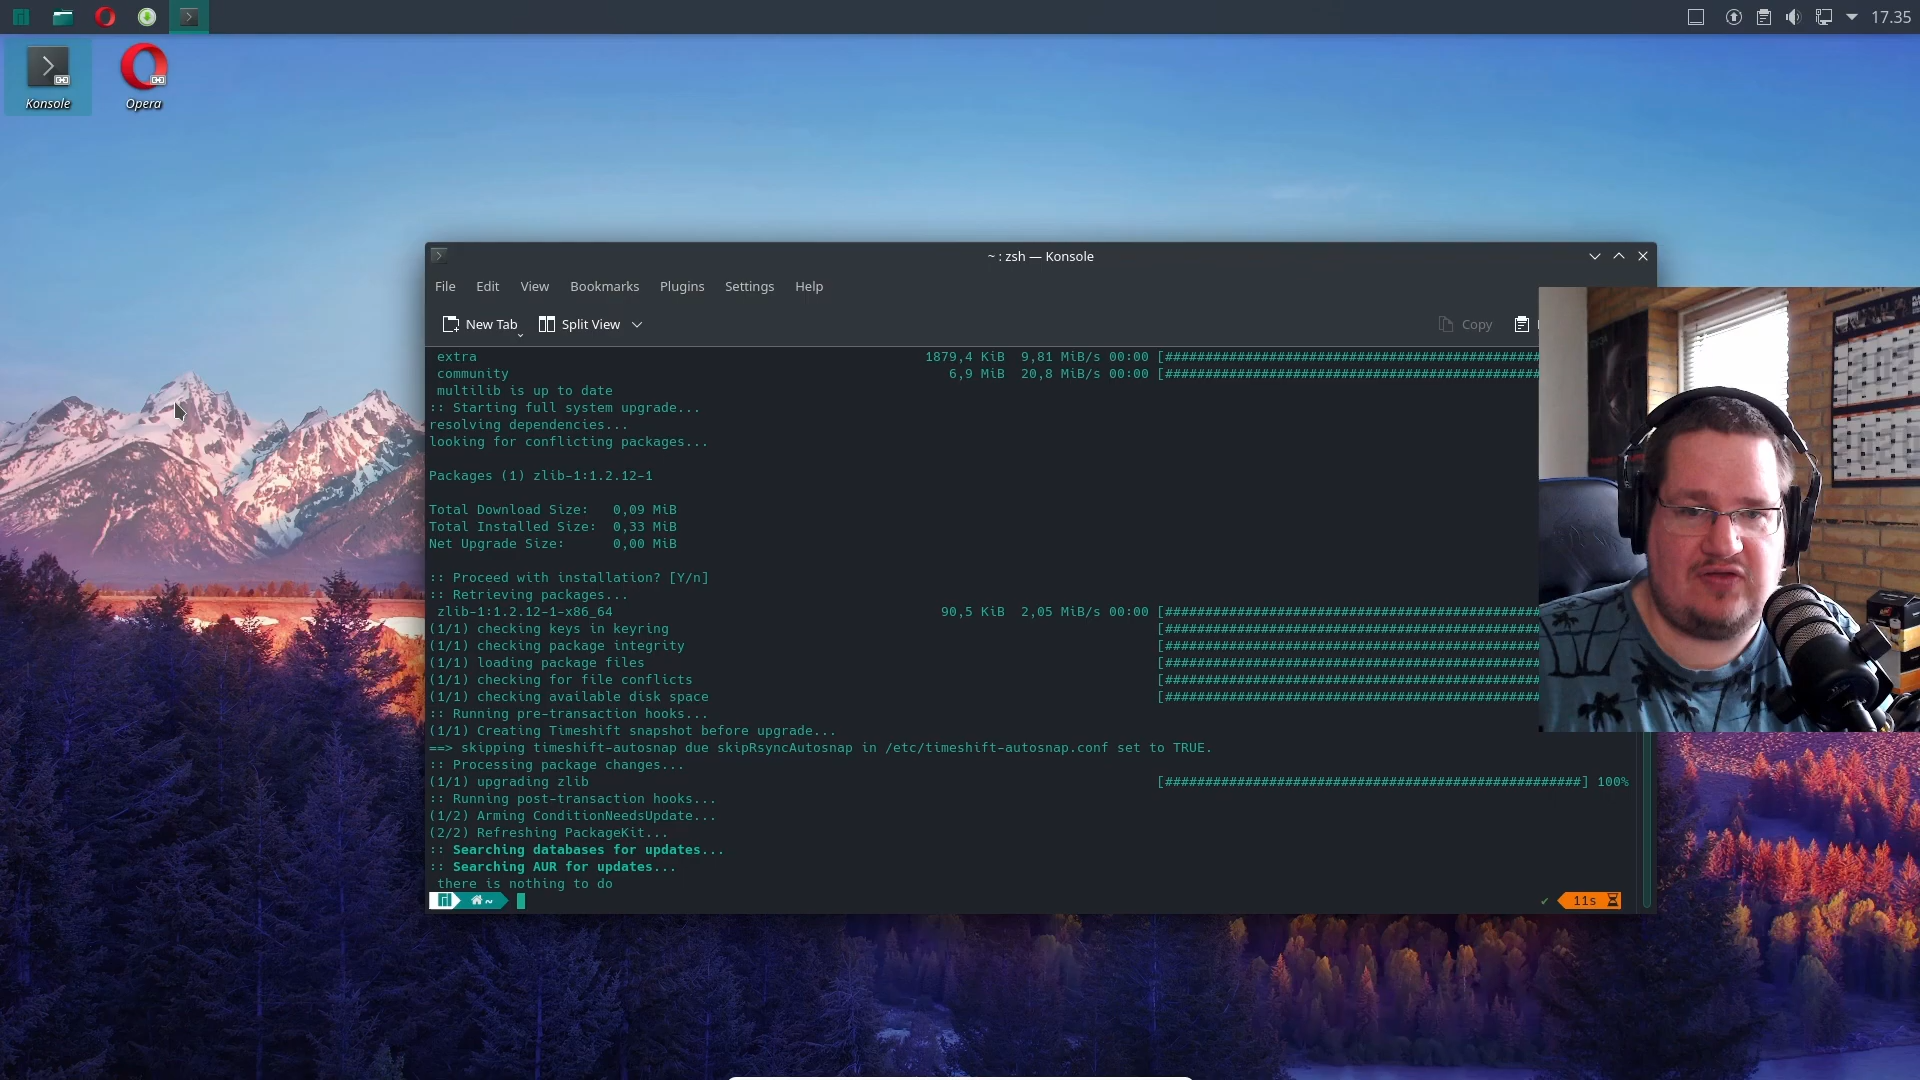 17.35
Konsole
Opera
~ : zsh — Konsole
File Edit View Bookmarks Plugins Settings Help
New Tab Split View Copy
extra 1879,4 KiB 9,81 MiB/s 00:00 [###############################################
community 6,9 MiB 20,8 MiB/s 00:00 [###############################################
multilib is up to date
:: Starting full system upgrade...
resolving dependencies...
looking for conflicting packages...
Packages (1) zlib-1:1.2.12-1
Total Download Size: 0,09 MiB
Total Installed Size: 0,33 MiB
Net Upgrade Size: 0,00 MiB
:: Proceed with installation? [Y/n]
:: Retrieving packages...
zlib-1:1.2.12-1-x86_64 90,5 KiB 2,05 MiB/s 00:00 [###############################################
(1/1) checking keys in keyring [###############################################
(1/1) checking package integrity [###############################################
(1/1) loading package files [###############################################
(1/1) checking for file conflicts [###############################################
(1/1) checking available disk space [###############################################
:: Running pre-transaction hooks...
(1/1) Creating Timeshift snapshot before upgrade...
==> skipping timeshift-autosnap due skipRsyncAutosnap in /etc/timeshift-autosnap.conf set to TRUE.
:: Processing package changes...
(1/1) upgrading zlib [####################################################] 100%
:: Running post-transaction hooks...
(1/2) Arming ConditionNeedsUpdate...
(2/2) Refreshing PackageKit...
:: Searching databases for updates...
:: Searching AUR for updates...
there is nothing to do
~ ✓ 11s